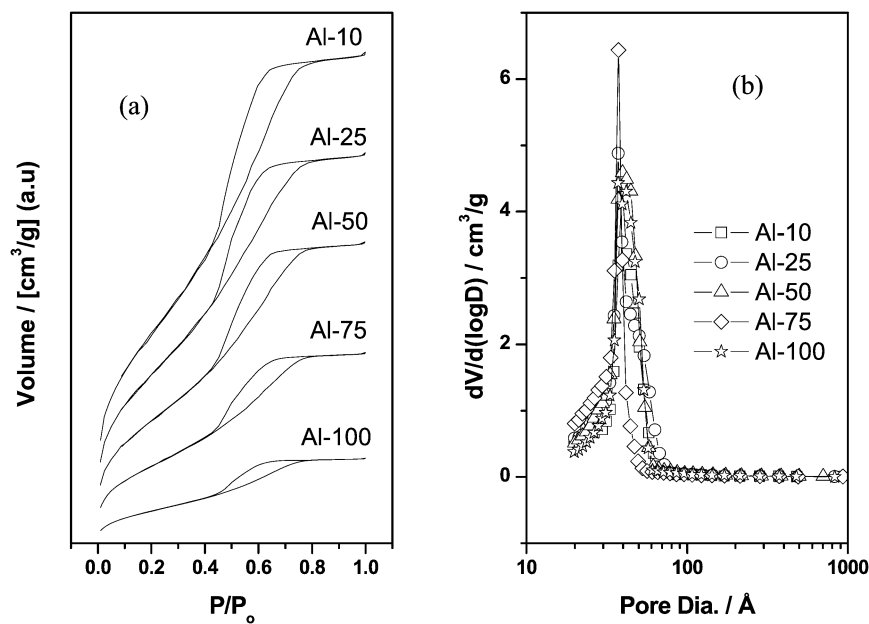 (a)
Al-10
Al-25
Al-50
Al-75
Al-100
Volume / [cm³/g] (a.u)
0.0 0.2 0.4 0.6 0.8 1.0
P/Pₒ
(b)
6
4
2
0
dV/d(logD) / cm³/g
Al-10
Al-25
Al-50
Al-75
Al-100
10 100 1000
Pore Dia. / Å